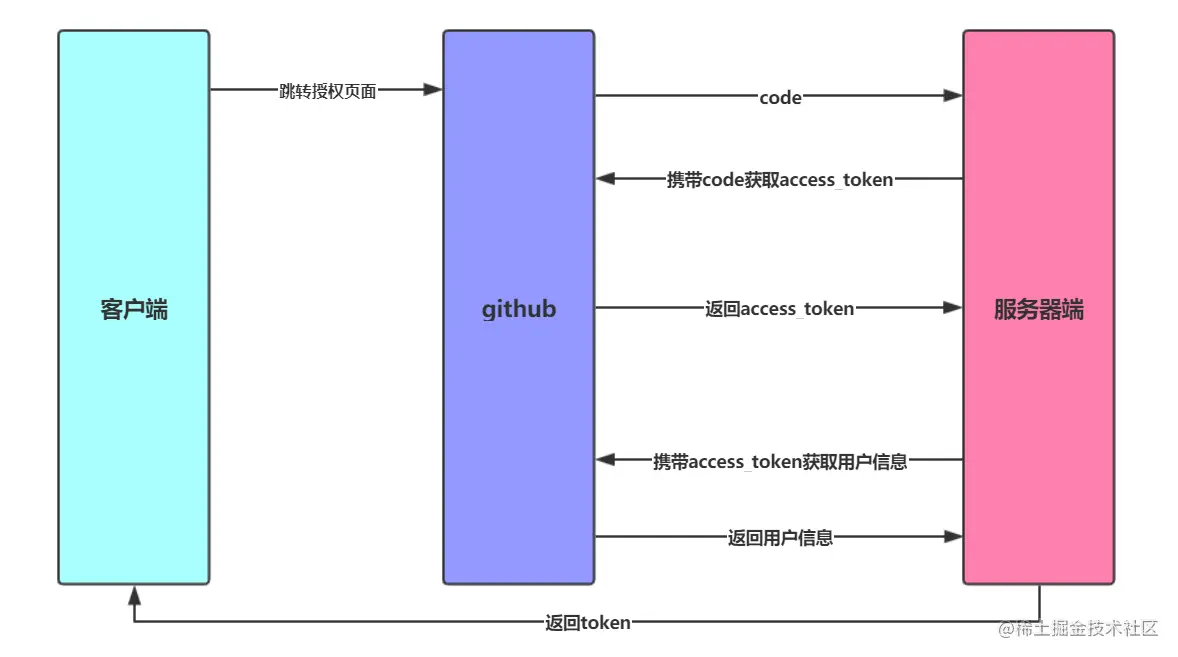 跳转授权页面
code
携带code获取access_token
客户端
github
返回access_token
服务器端
携带access_token获取用户信息
返回用户信息
返回token
@稀土掘金技术社区